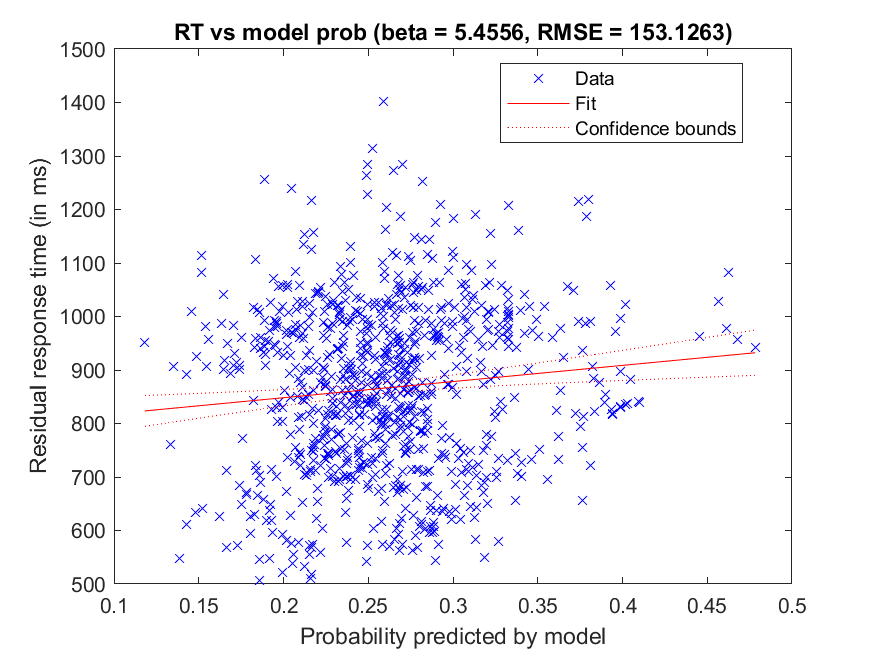 RT vs model prob (beta = 5.4556, RMSE = 153.1263)
1500
1400
1300
1200
1100
1000
900
800
700
600
500
Residual response time (in ms)
Data
Fit
Confidence bounds
0.1 0.15 0.2 0.25 0.3 0.35 0.4 0.45 0.5
Probability predicted by model